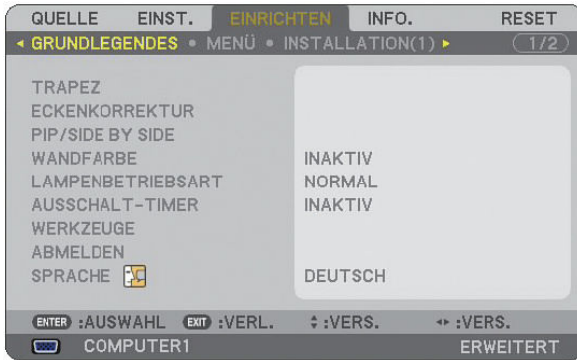 QUELLE EINST. EINRICHTEN INFO. RESET
GRUNDLEGENDES • MENÜ • INSTALLATION(1) 1/2
TRAPEZ
ECKENKORREKTUR
PIP/SIDE BY SIDE
WANDFARBE INAKTIV
LAMPENBETRIEBSART NORMAL
AUSSCHALT-TIMER INAKTIV
WERKZEUGE
ABMELDEN
SPRACHE DEUTSCH
ENTER :AUSWAHL EXIT :VERL. :VERS. :VERS.
COMPUTER1 ERWEITERT